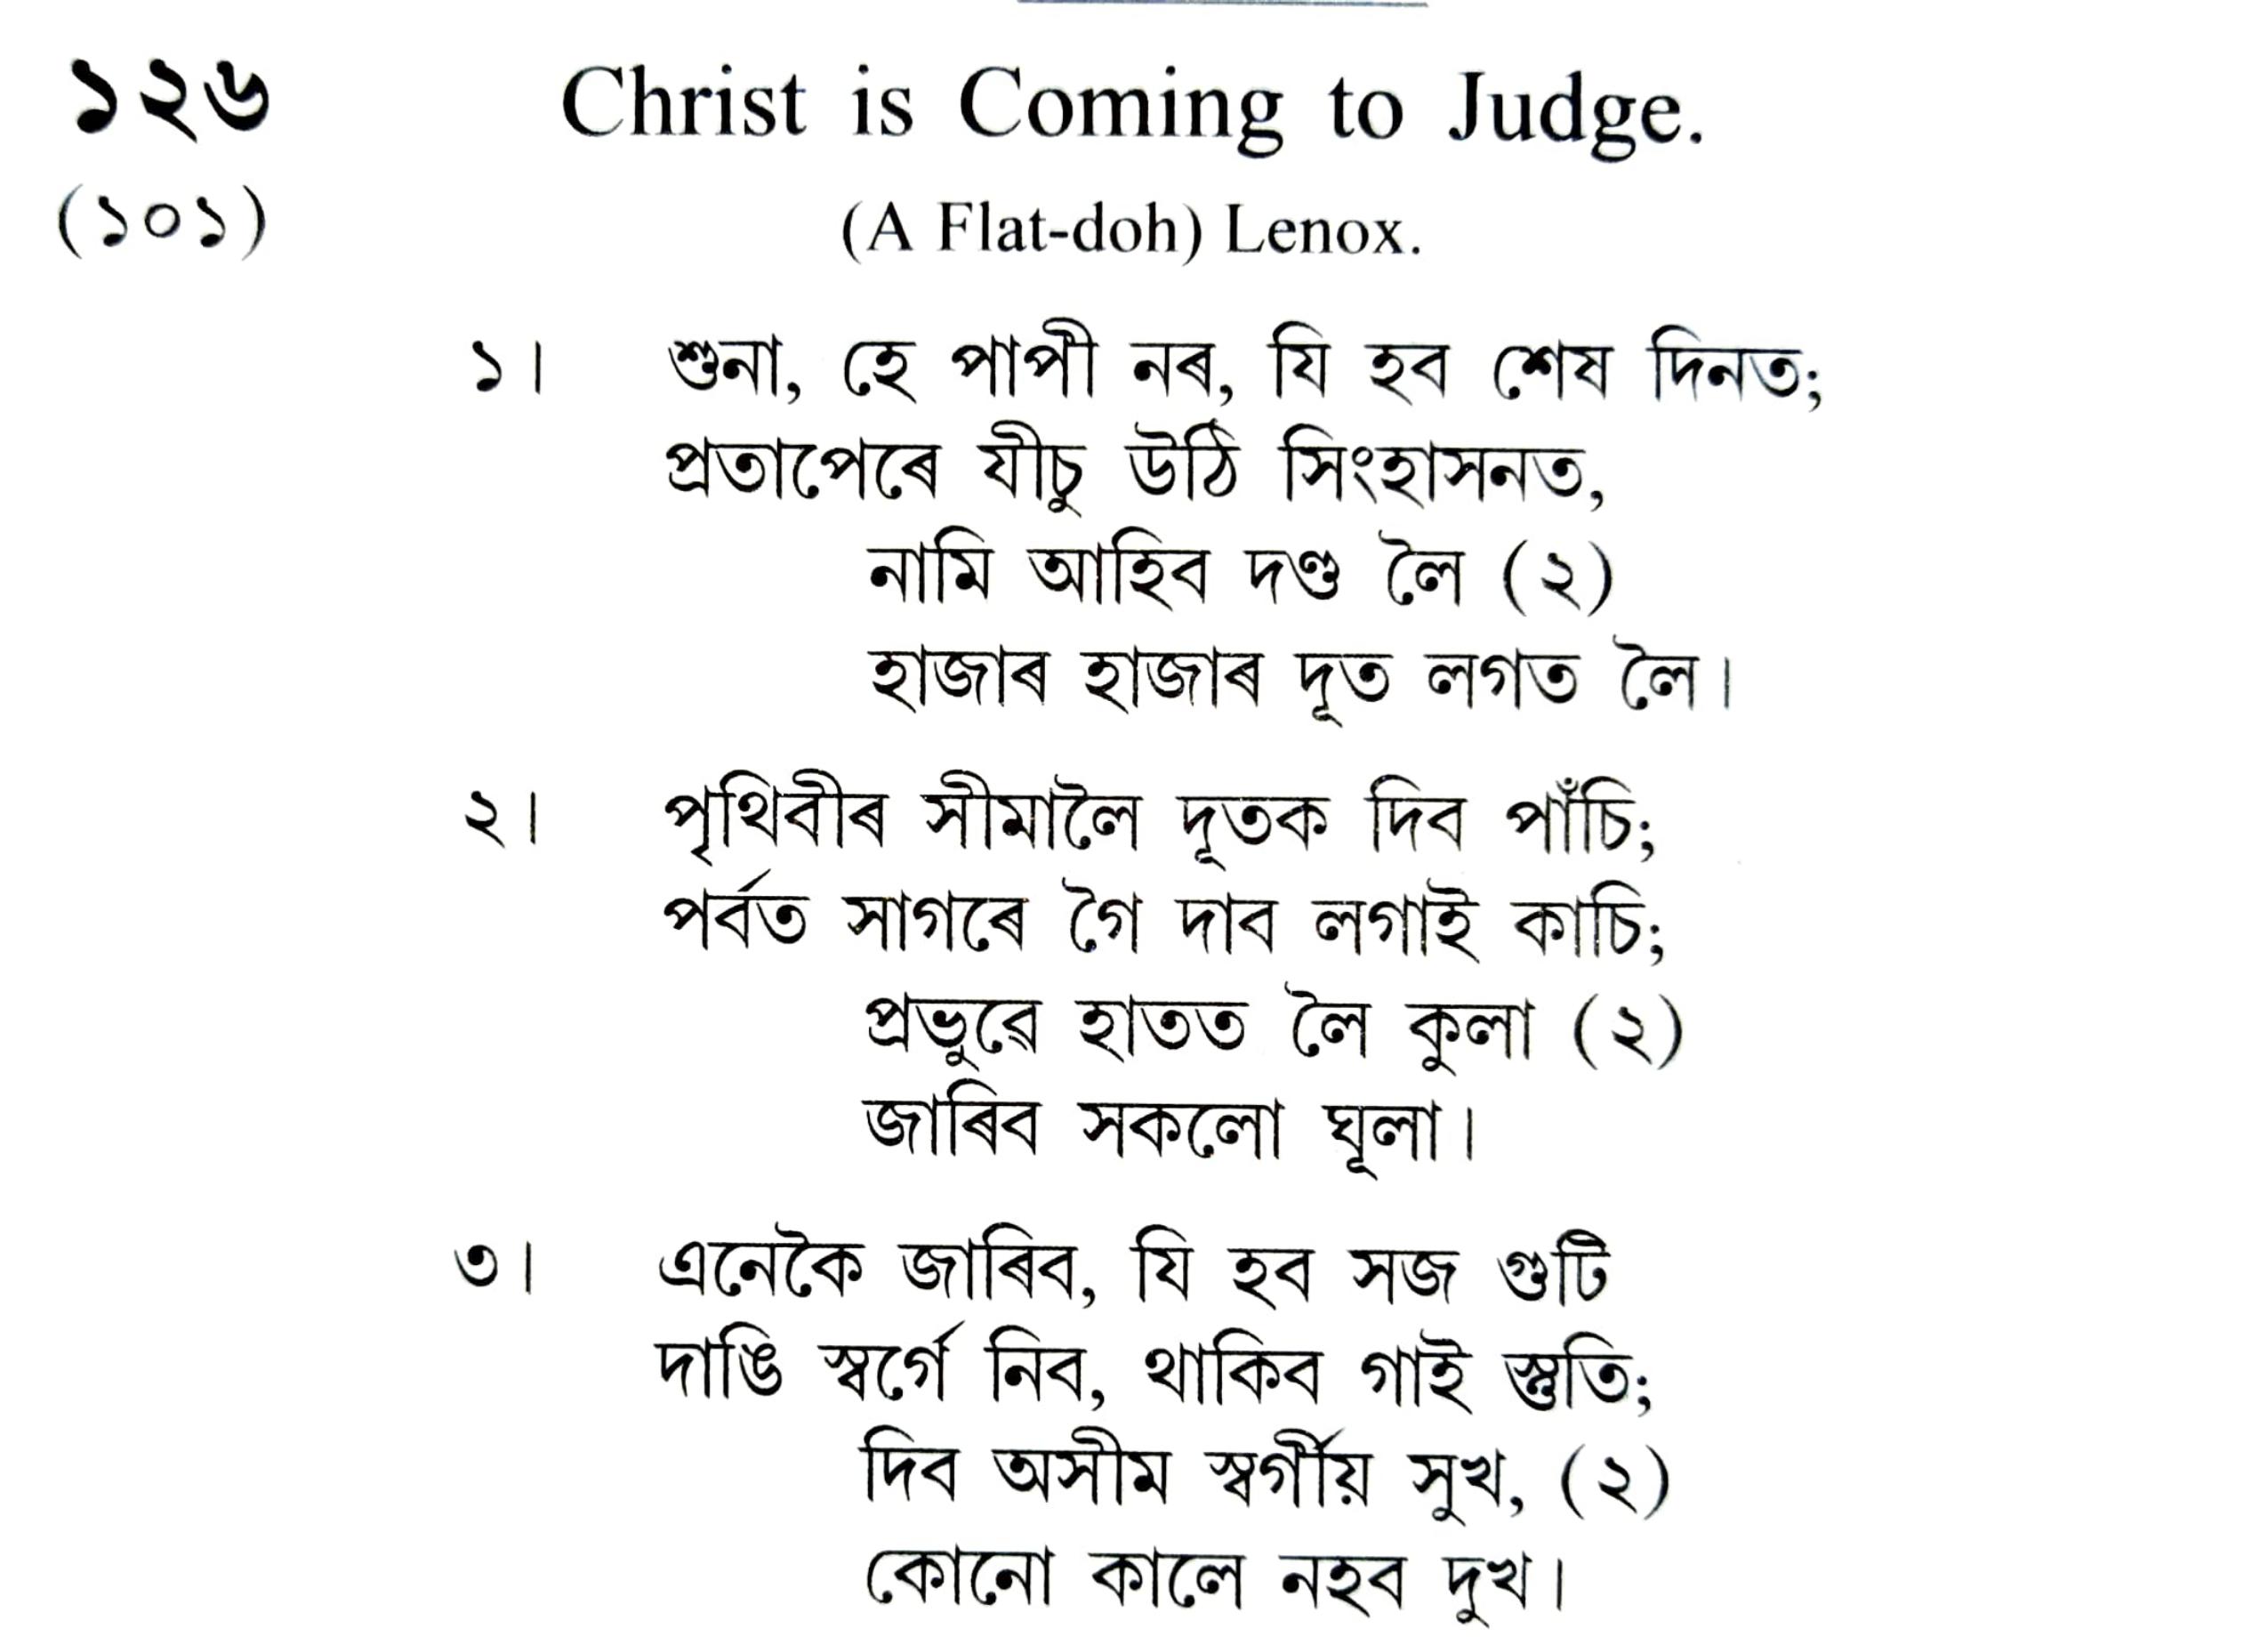 ১২৬ Christ is Coming to Judge.
(১০১) (A Flat-doh) Lenox.
১। শুনা, হে পাপী নৰ, যি হব শেষ দিনত;
প্ৰতাপেৰে যীচু উঠি সিংহাসনত,
নামি আহিব দণ্ড লৈ (২)
হাজাৰ হাজাৰ দূত লগত লৈ।
২। পৃথিবীৰ সীমালৈ দূতক দিব পাঁচি;
পৰ্বত সাগৰে গৈ দাব লগাই কাচি;
প্ৰভুৱে হাতত লৈ কুলা (২)
জাৰিব সকলো ঘূলা।
৩। এনেকৈ জাৰিব, যি হব সজ গুটি
দাঙি স্বৰ্গে নিব, থাকিব গাই স্তুতি;
দিব অসীম স্বৰ্গীয় সুখ, (২)
কোনো কালে নহব দুখ।